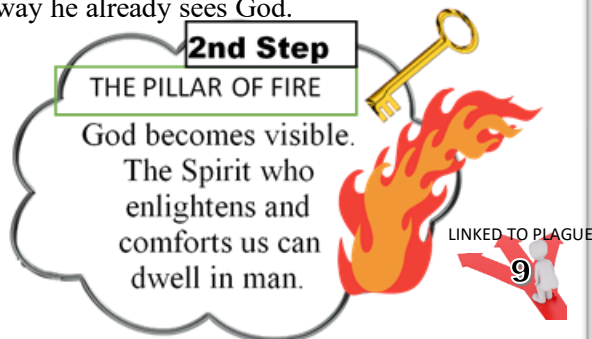 way he already sees God.
2nd Step
THE PILLAR OF FIRE
God becomes visible.
The Spirit who
enlightens and
comforts us can
dwell in man.
LINKED TO PLAGUE
9